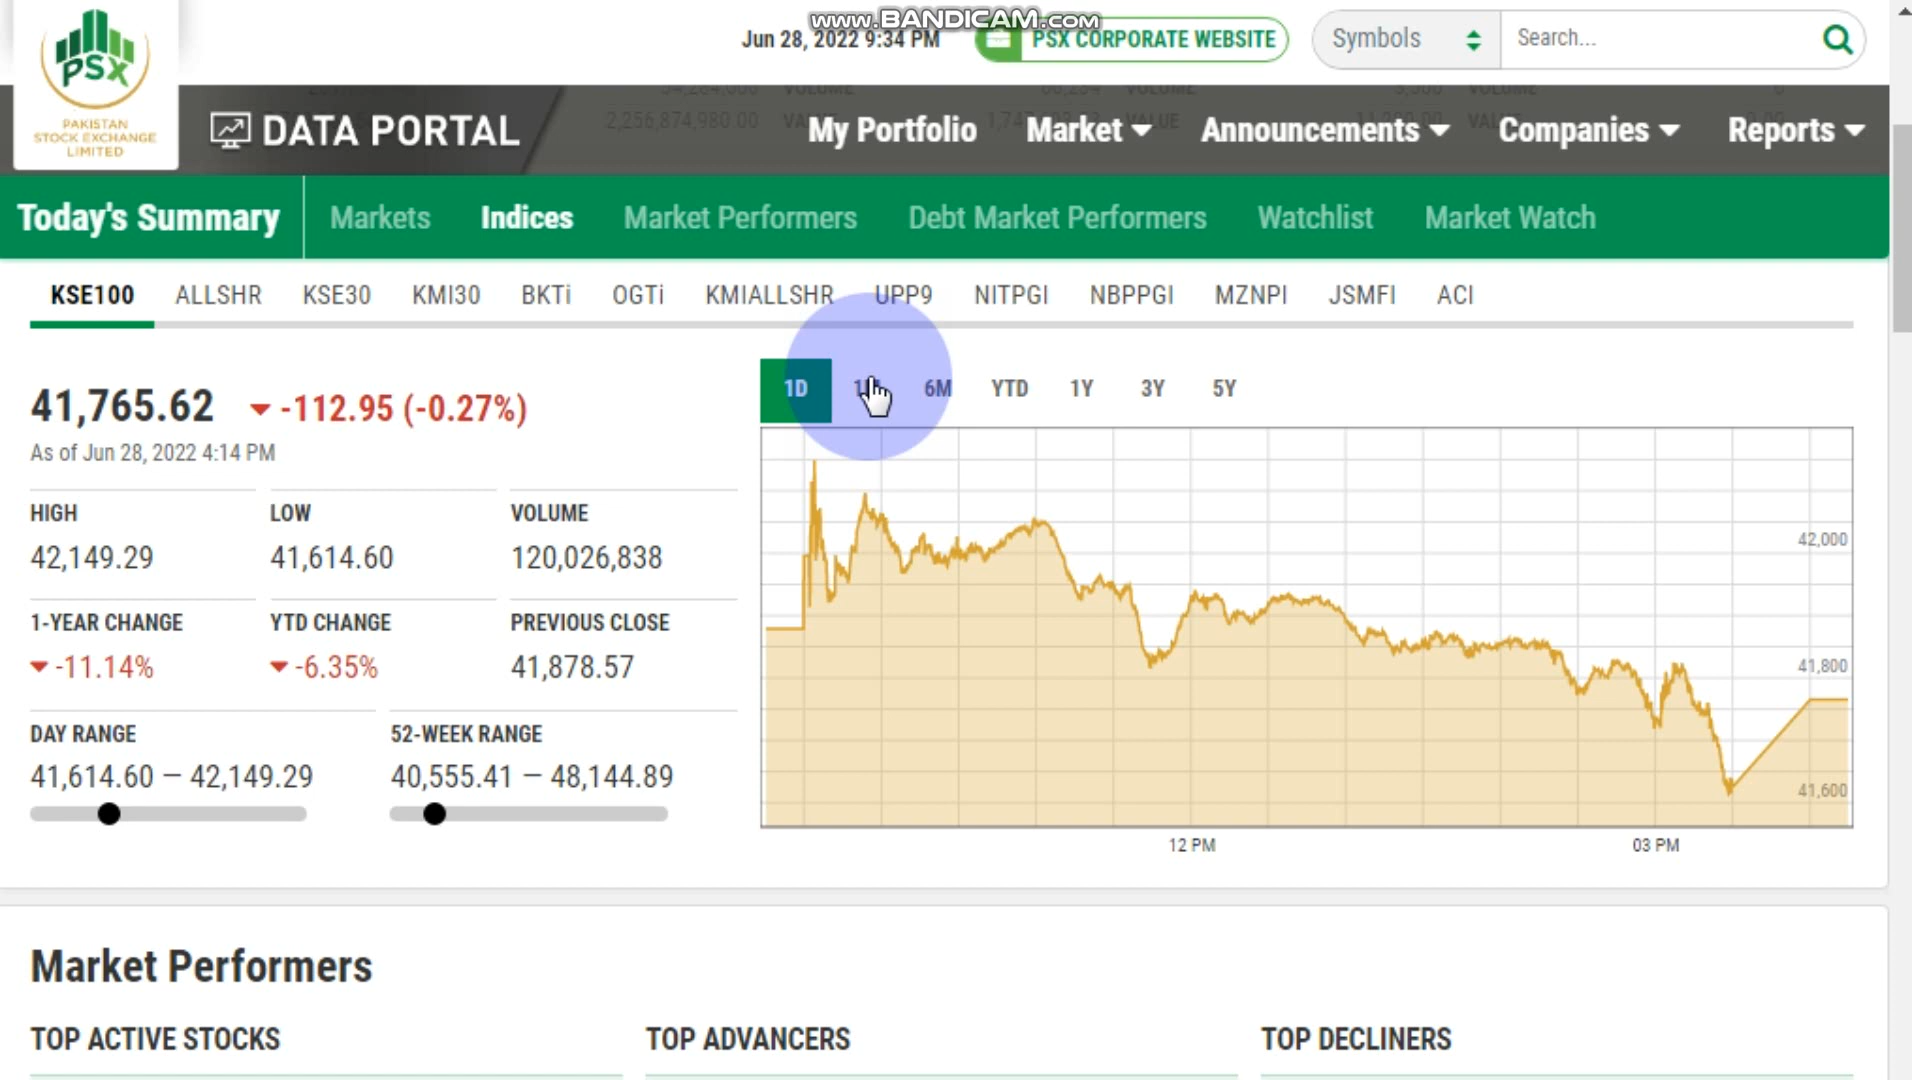 www.BANDICAM.com
Jun 28, 2022 9:34 PM
PSX CORPORATE WEBSITE
Symbols
Search...
PSX
PAKISTAN
STOCK EXCHANGE
LIMITED
DATA PORTAL
2,256,874,980.00
My Portfolio
Market
Announcements
Companies
Reports
Today's Summary
Markets
Indices
Market Performers
Debt Market Performers
Watchlist
Market Watch
KSE100 ALLSHR KSE30 KMI30 BKTi OGTi KMIALLSHR UPP9 NITPGI NBPPGI MZNPI JSMFI ACI
41,765.62 -112.95 (-0.27%)
As of Jun 28, 2022 4:14 PM
HIGH LOW VOLUME
42,149.29 41,614.60 120,026,838
1-YEAR CHANGE YTD CHANGE PREVIOUS CLOSE
-11.14% -6.35% 41,878.57
DAY RANGE 52-WEEK RANGE
41,614.60 — 42,149.29 40,555.41 — 48,144.89
1D 6M YTD 1Y 3Y 5Y
42,000
41,800
41,600
12 PM 03 PM
Market Performers
TOP ACTIVE STOCKS TOP ADVANCERS TOP DECLINERS